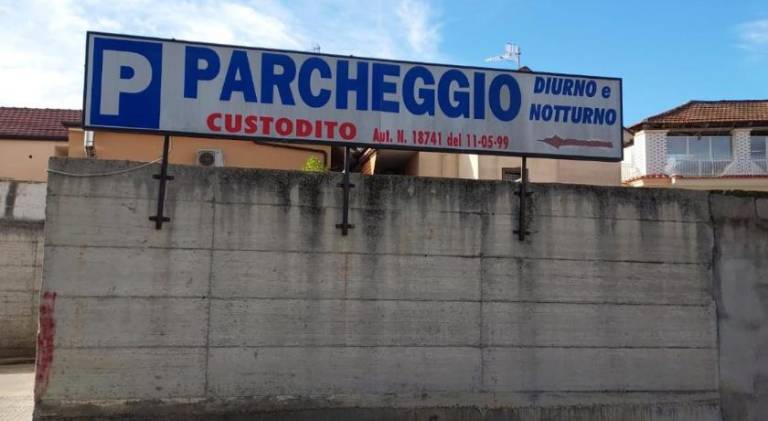 P PARCHEGGIO DIURNO e
NOTTURNO
CUSTODITO Aut. N. 18741 del 11-05-99